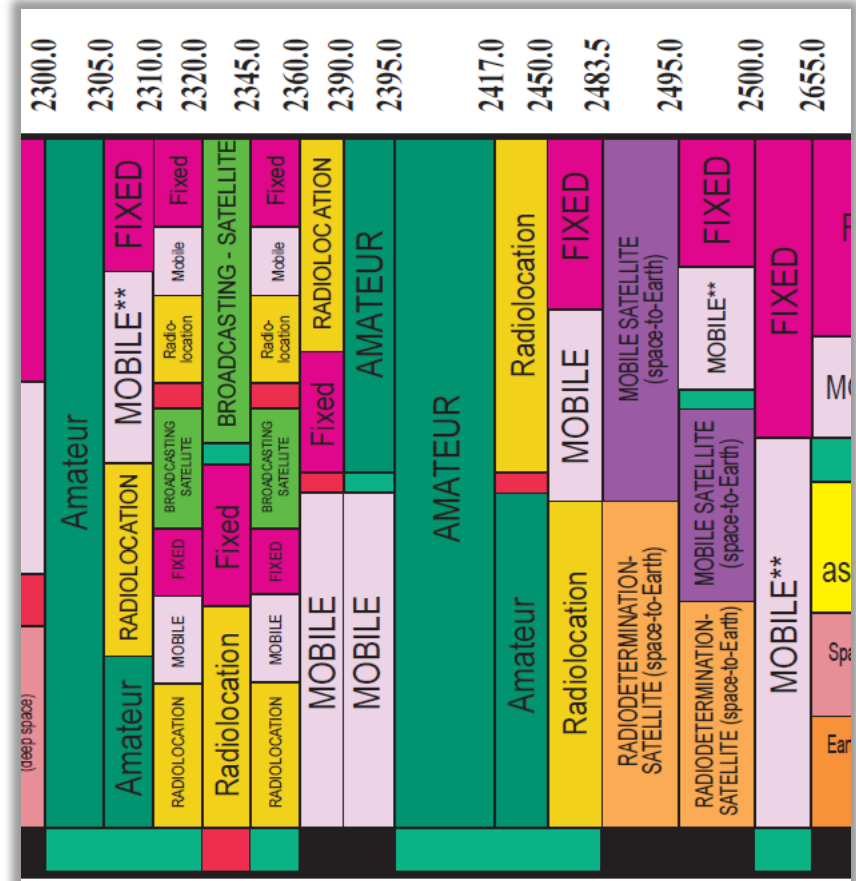 2300.0
2305.0
2310.0
2320.0
2345.0
2360.0
2390.0
2395.0
2417.0
2450.0
2483.5
2495.0
2500.0
2655.0
(deep space)
Amateur
FIXED
MOBILE**
RADIOLOCATION
Amateur
Fixed
Mobile
Radio-
location
BROADCASTING
SATELLITE
FIXED
MOBILE
RADIOLOCATION
BROADCASTING - SATELLITE
Fixed
Radiolocation
Fixed
Mobile
Radio-
location
BROADCASTING
SATELLITE
FIXED
MOBILE
RADIOLOCATION
RADIOLOCATION
Fixed
MOBILE
AMATEUR
MOBILE
AMATEUR
Radiolocation
Amateur
FIXED
MOBILE
Radiolocation
MOBILE SATELLITE
(space-to-Earth)
RADIODETERMINATION-
SATELLITE (space-to-Earth)
FIXED
MOBILE**
MOBILE SATELLITE
(space-to-Earth)
RADIODETERMINATION-
SATELLITE (space-to-Earth)
FIXED
MOBILE**
as